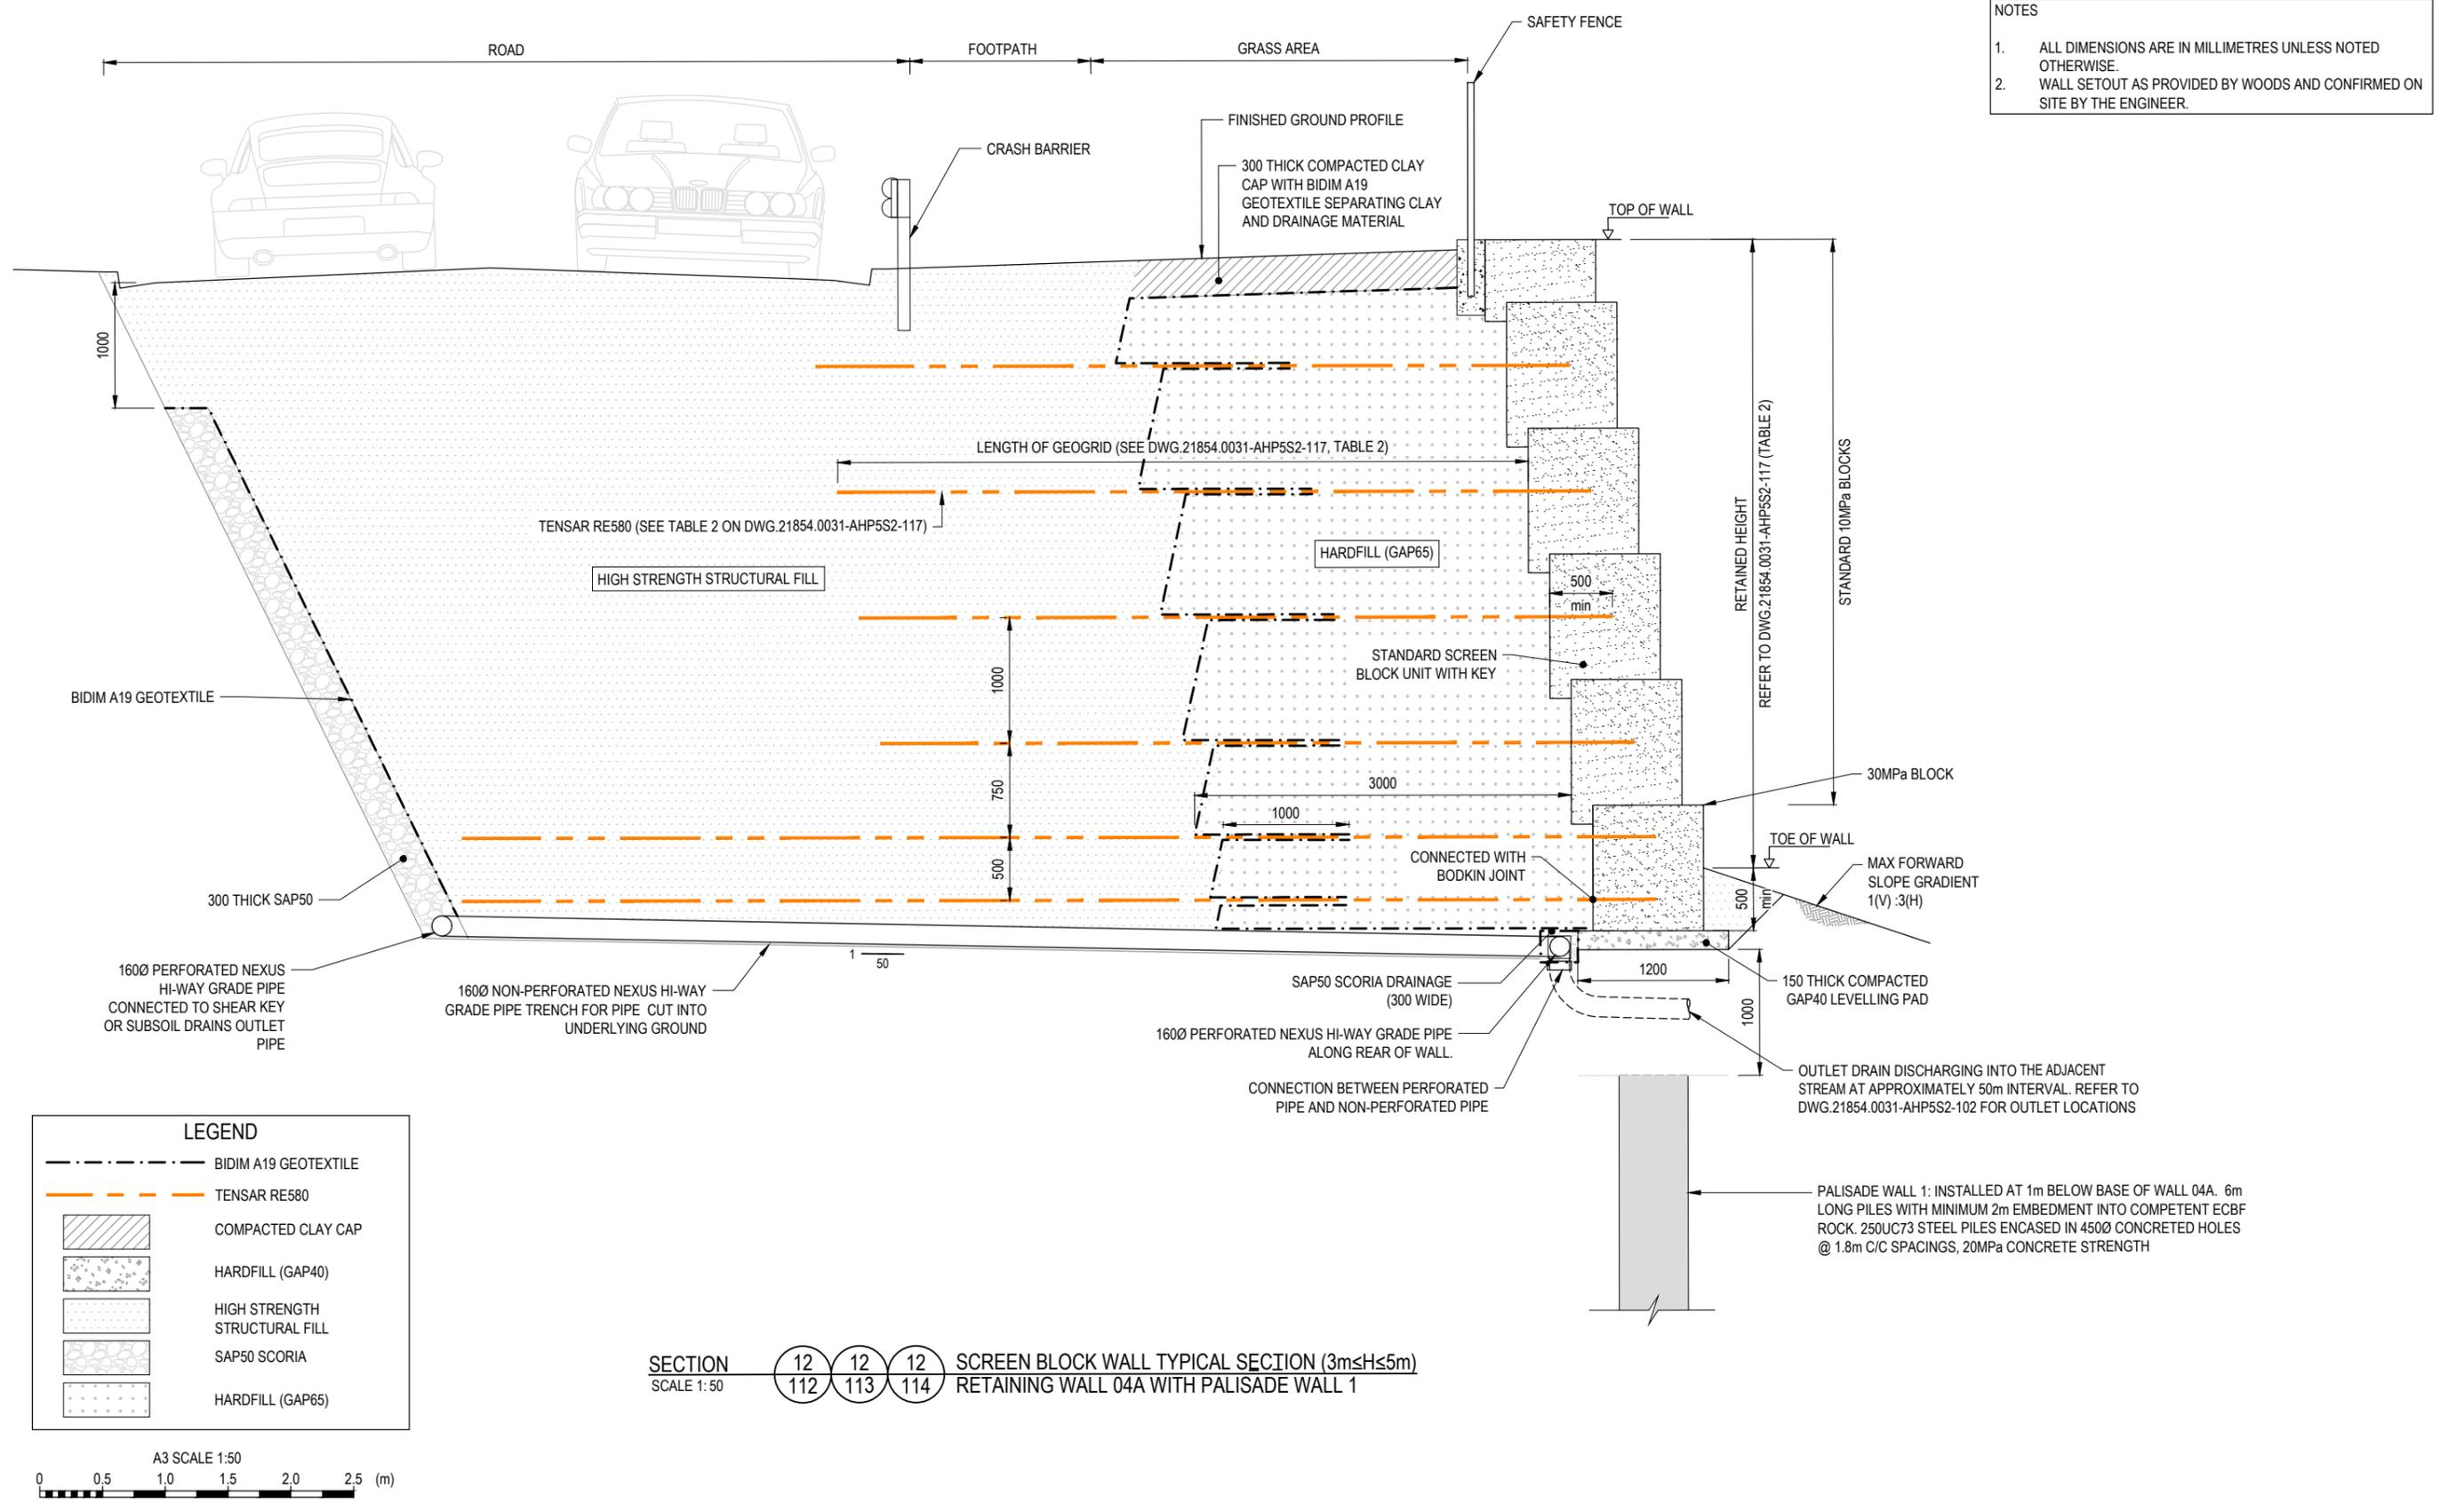 NOTES
1. ALL DIMENSIONS ARE IN MILLIMETRES UNLESS NOTED
OTHERWISE.
2. WALL SETOUT AS PROVIDED BY WOODS AND CONFIRMED ON
SITE BY THE ENGINEER.
SAFETY FENCE
ROAD
FOOTPATH
GRASS AREA
FINISHED GROUND PROFILE
CRASH BARRIER
300 THICK COMPACTED CLAY
CAP WITH BIDIM A19
GEOTEXTILE SEPARATING CLAY
AND DRAINAGE MATERIAL
TOP OF WALL
1000
LENGTH OF GEOGRID (SEE DWG.21854.0031-AHP5S2-117, TABLE 2)
TENSAR RE580 (SEE TABLE 2 ON DWG.21854.0031-AHP5S2-117)
HIGH STRENGTH STRUCTURAL FILL
HARDFILL (GAP65)
500
min
RETAINED HEIGHT
REFER TO DWG.21854.0031-AHP5S2-117 (TABLE 2)
STANDARD 10MPa BLOCKS
STANDARD SCREEN
BLOCK UNIT WITH KEY
BIDIM A19 GEOTEXTILE
1000
750
500
3000
1000
30MPa BLOCK
TOE OF WALL
CONNECTED WITH
BODKIN JOINT
MAX FORWARD
SLOPE GRADIENT
1(V) :3(H)
500
min
300 THICK SAP50
160Ø PERFORATED NEXUS
HI-WAY GRADE PIPE
CONNECTED TO SHEAR KEY
OR SUBSOIL DRAINS OUTLET
PIPE
1
50
160Ø NON-PERFORATED NEXUS HI-WAY
GRADE PIPE TRENCH FOR PIPE CUT INTO
UNDERLYING GROUND
SAP50 SCORIA DRAINAGE
(300 WIDE)
1200
150 THICK COMPACTED
GAP40 LEVELLING PAD
1000
160Ø PERFORATED NEXUS HI-WAY GRADE PIPE
ALONG REAR OF WALL.
CONNECTION BETWEEN PERFORATED
PIPE AND NON-PERFORATED PIPE
OUTLET DRAIN DISCHARGING INTO THE ADJACENT
STREAM AT APPROXIMATELY 50m INTERVAL. REFER TO
DWG.21854.0031-AHP5S2-102 FOR OUTLET LOCATIONS
PALISADE WALL 1: INSTALLED AT 1m BELOW BASE OF WALL 04A. 6m
LONG PILES WITH MINIMUM 2m EMBEDMENT INTO COMPETENT ECBF
ROCK. 250UC73 STEEL PILES ENCASED IN 450Ø CONCRETED HOLES
@ 1.8m C/C SPACINGS, 20MPa CONCRETE STRENGTH
LEGEND
BIDIM A19 GEOTEXTILE
TENSAR RE580
COMPACTED CLAY CAP
HARDFILL (GAP40)
HIGH STRENGTH
STRUCTURAL FILL
SAP50 SCORIA
HARDFILL (GAP65)
SECTION
SCALE 1: 50
12
112
12
113
12
114
SCREEN BLOCK WALL TYPICAL SECTION (3m≤H≤5m)
RETAINING WALL 04A WITH PALISADE WALL 1
A3 SCALE 1:50
0 0.5 1.0 1.5 2.0 2.5 (m)